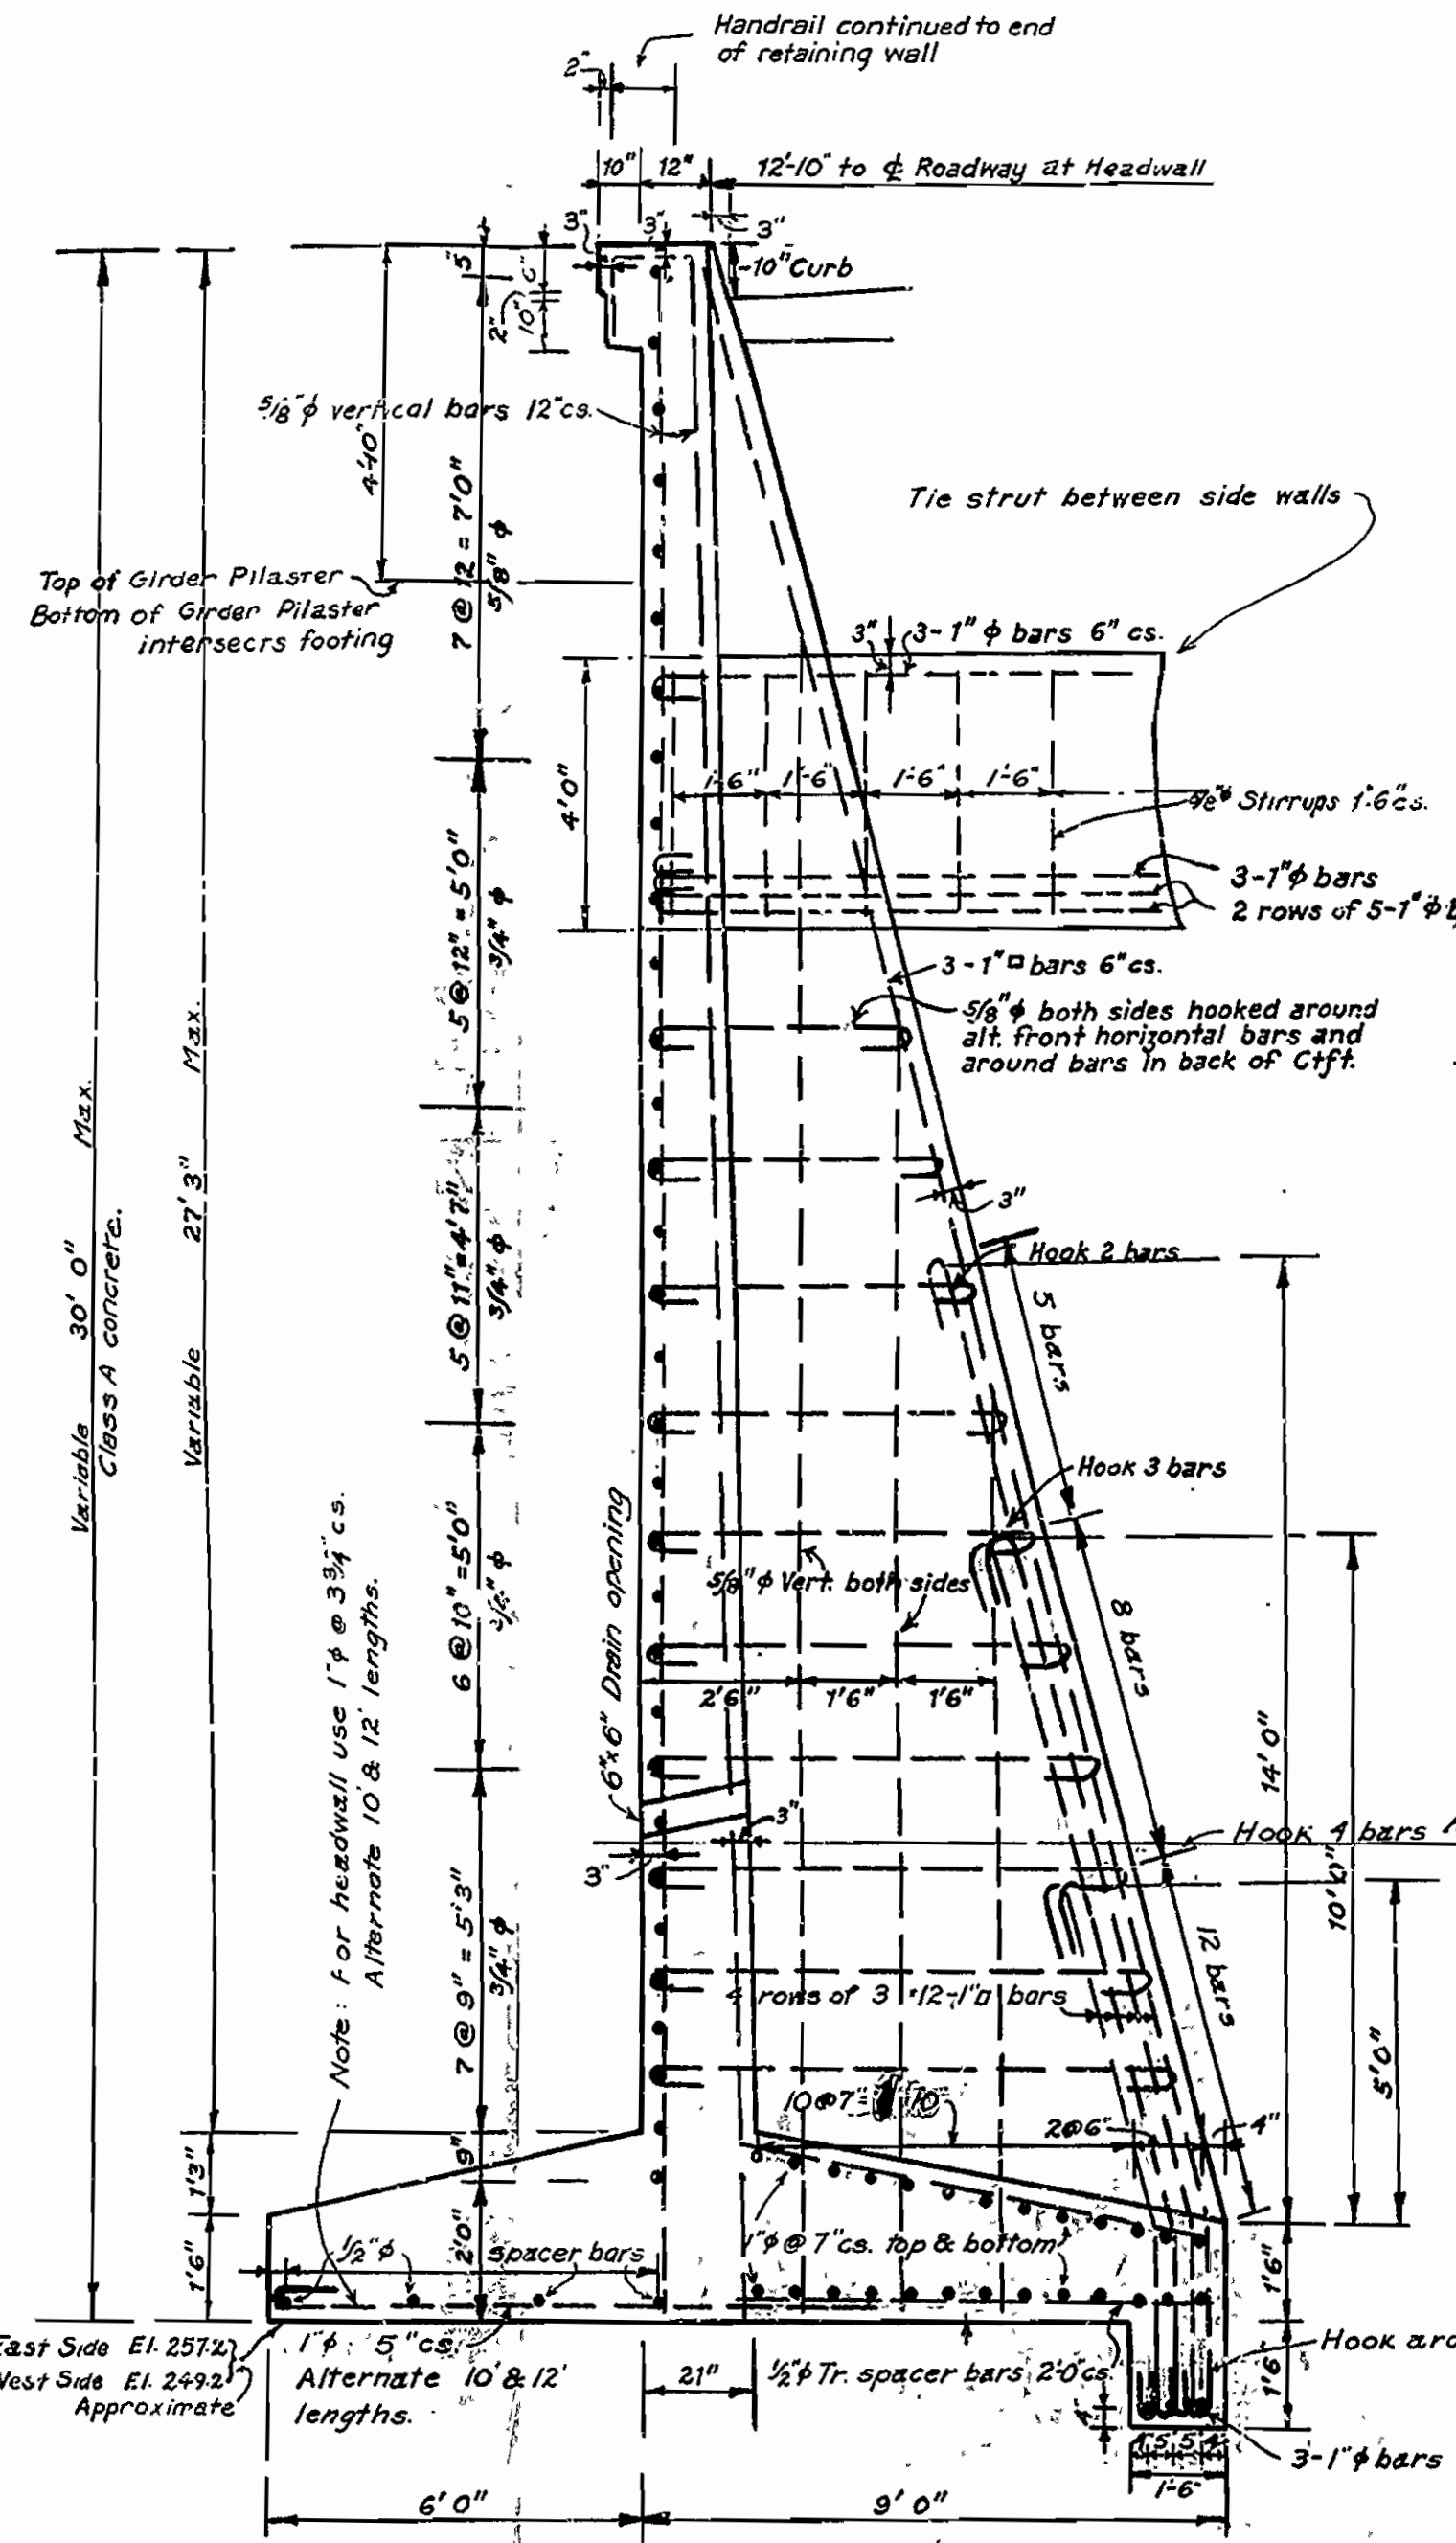 Handrail continued to end
of retaining wall
2"
10"
12"
12'-10" to ℄ Roadway at Headwall
3"
3"
3"
10" Curb
5"
6"
2"
10"
5/8" ϕ vertical bars 12" cs.
4'-10"
7 @ 12 = 7'0"
5/8" ϕ
Tie strut between side walls
Top of Girder Pilaster
Bottom of Girder Pilaster
intersecrs footing
3"
3-1" ϕ bars 6" cs.
4'0"
1'-6"
1'-6"
1'-6"
1'-6"
Stirrups 1'-6" cs.
3-1" ϕ bars
2 rows of 5-1" ϕ
5 @ 12" = 5'0"
3/4" ϕ
3-1" □ bars 6" cs.
5/8" ϕ both sides hooked around
alt. front horizontal bars and
around bars in back of Ctft.
Variable 30' 0" Max.
Class A concrete.
Variable 27' 3" Max.
5 @ 11" = 4'7"
3/4" ϕ
3"
Hook 2 bars
5 bars
Hook 3 bars
6 @ 10" = 5'0"
ϕ
6"x6" Drain opening
5/8" ϕ Vert. both sides
8 bars
2'6"
1'6"
1'6"
14' 0"
Note: For headwall use 1" ϕ @ 3 3/4" cs.
Alternate 10' & 12' lengths.
3"
3"
Hook 4 bars
10' 0"
7 @ 9" = 5'3"
3/4" ϕ
4 rows of 3 = 12-1" □ bars
12 bars
5' 0"
10 @ 7"
10
2@6"
4"
9"
1'3"
1'6"
2'0"
1/2" ϕ
spacer bars
1" ϕ @ 7" cs. top & bottom
1'6"
East Side El. 257.2
West Side El. 249.2
Approximate
1" ϕ 5" cs.
Alternate 10' & 12'
lengths.
21"
1/2" ϕ Tr. spacer bars 2'-0" cs.
Hook
1'6"
4"
5"
5"
1'-6"
3-1" ϕ bars
6' 0"
9' 0"